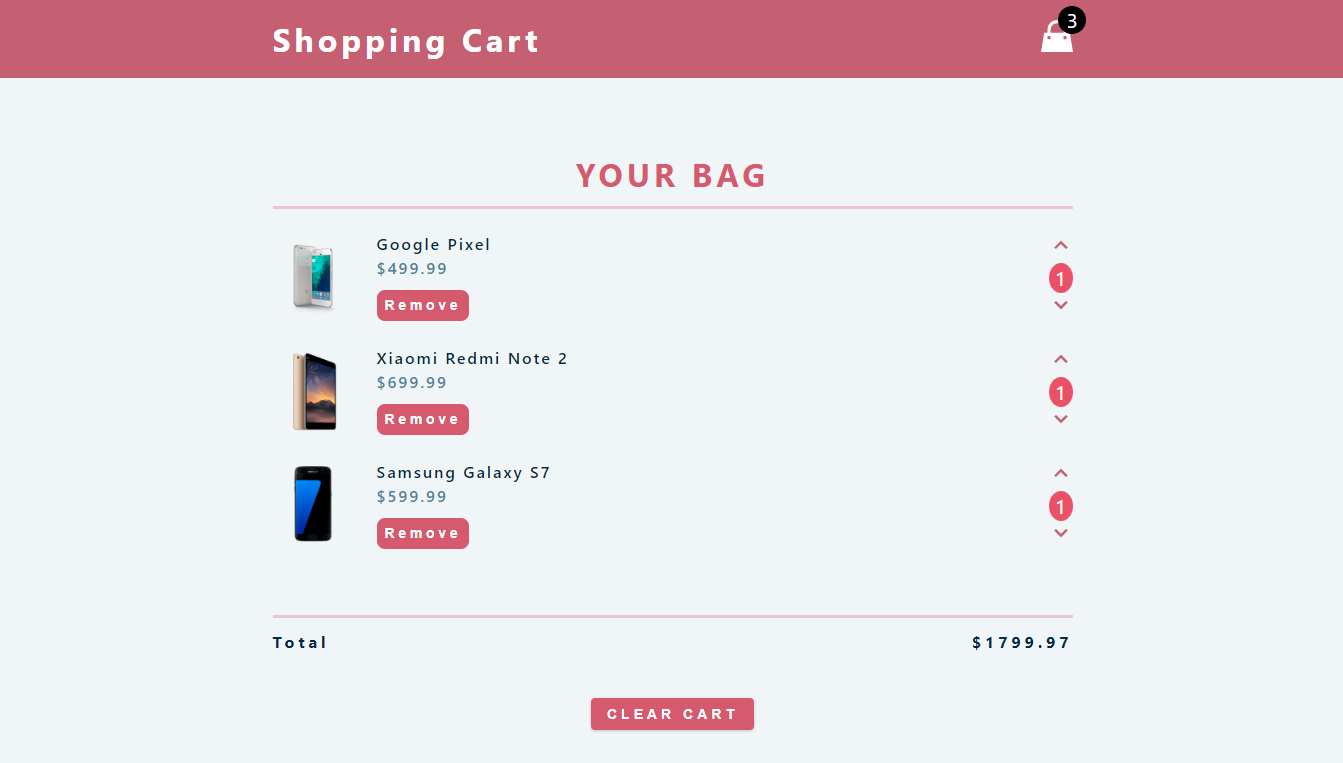 Shopping Cart
3
YOUR BAG
Google Pixel
$499.99
Remove
1
Xiaomi Redmi Note 2
$699.99
Remove
1
Samsung Galaxy S7
$599.99
Remove
1
Total $1799.97
CLEAR CART